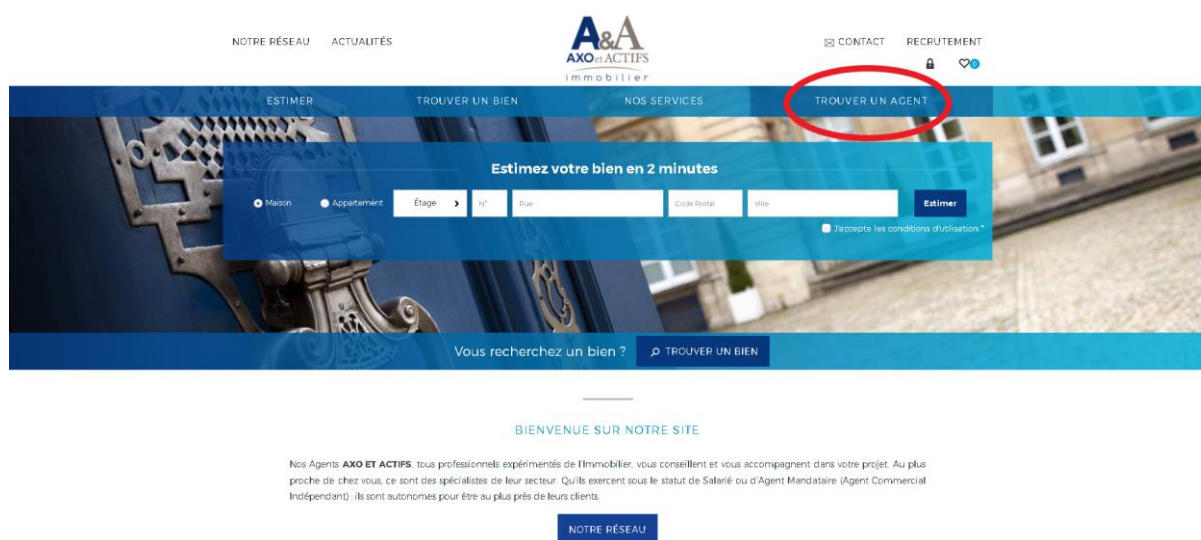 NOTRE RÉSEAU ACTUALITÉS
A&A
AXO et ACTIFS
immobilier
CONTACT RECRUTEMENT
0
ESTIMER TROUVER UN BIEN NOS SERVICES TROUVER UN AGENT
Estimez votre bien en 2 minutes
Maison Appartement Étage N° Rue Code Postal Ville Estimer
J'accepte les conditions d'utilisation *
Vous recherchez un bien ? TROUVER UN BIEN
BIENVENUE SUR NOTRE SITE
Nos Agents AXO ET ACTIFS, tous professionnels expérimentés de l'Immobilier, vous conseillent et vous accompagnent dans votre projet. Au plus
proche de chez vous, ce sont des spécialistes de leur secteur. Qu'ils exercent sous le statut de Salarié ou d'Agent Mandataire (Agent Commercial
Indépendant) : ils sont autonomes pour être au plus près de leurs clients.
NOTRE RÉSEAU